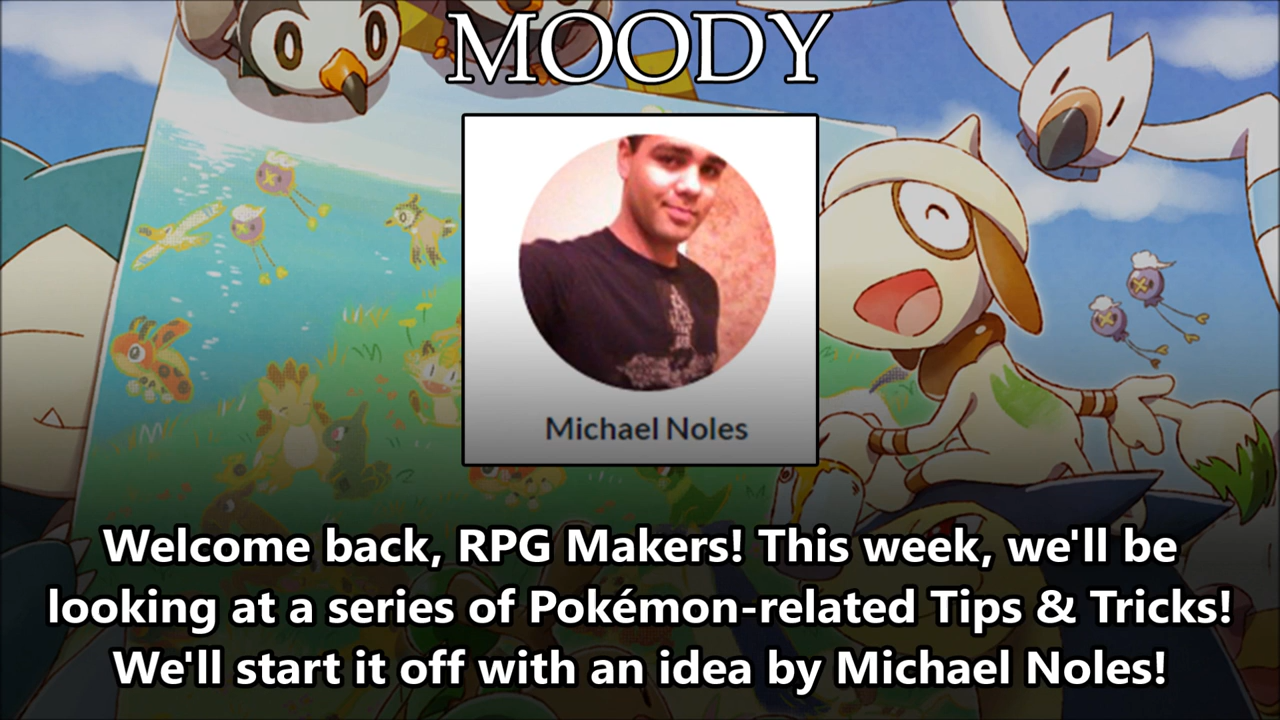 MOODY
Michael Noles
Welcome back, RPG Makers! This week, we'll be
looking at a series of Pokémon-related Tips & Tricks!
We'll start it off with an idea by Michael Noles!